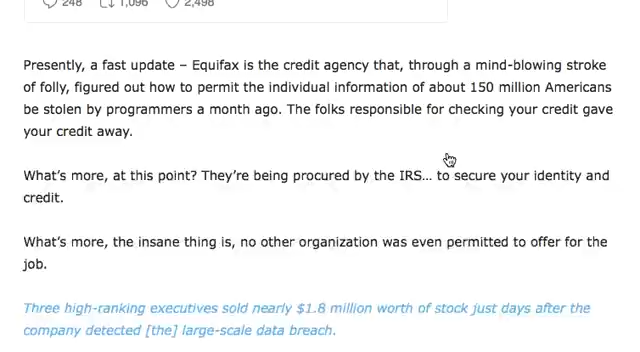 248 1,096 2,498
Presently, a fast update – Equifax is the credit agency that, through a mind-blowing stroke
of folly, figured out how to permit the individual information of about 150 million Americans
be stolen by programmers a month ago. The folks responsible for checking your credit gave
your credit away.
What's more, at this point? They're being procured by the IRS... to secure your identity and
credit.
What's more, the insane thing is, no other organization was even permitted to offer for the
job.
Three high-ranking executives sold nearly $1.8 million worth of stock just days after the
company detected [the] large-scale data breach.